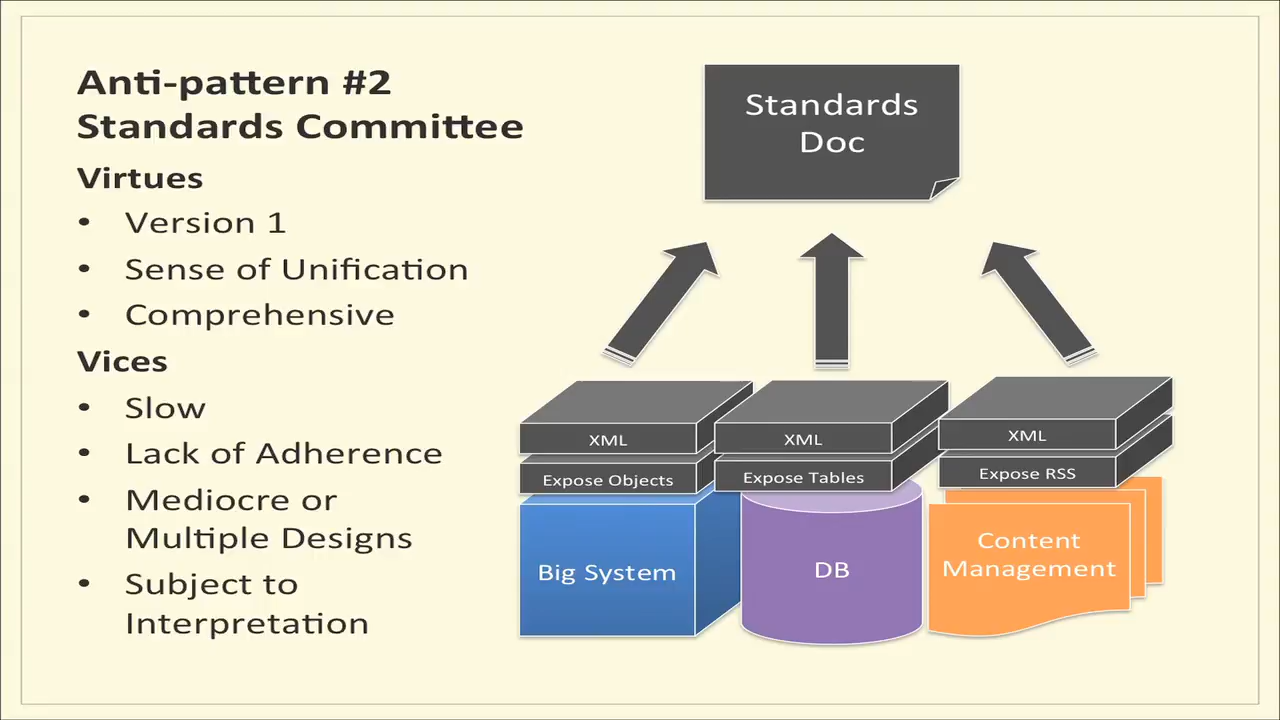 Anti-pattern #2
Standards Committee
Virtues
• Version 1
• Sense of Unification
• Comprehensive
Vices
• Slow
• Lack of Adherence
• Mediocre or
Multiple Designs
• Subject to
Interpretation
Standards
Doc
XML
Expose Objects
Big System
XML
Expose Tables
DB
XML
Expose RSS
Content
Management